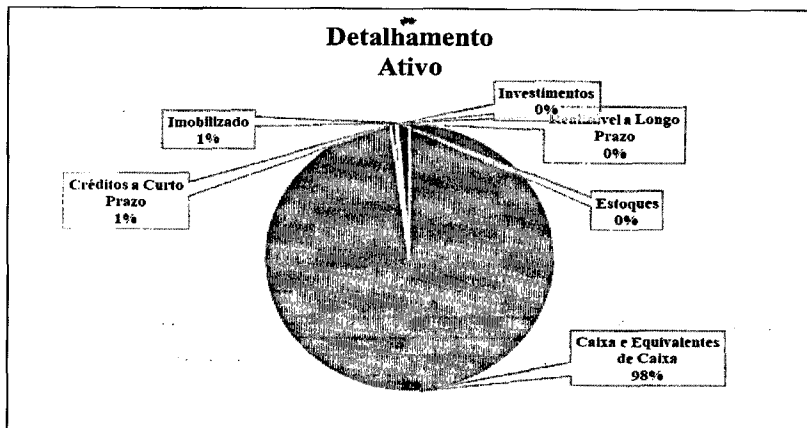 Detalhamento
Ativo
Investimentos
0%
a Longo
Prazo
0%
Imobilizado
1%
Créditos a Curto
Prazo
1%
Estoques
0%
Caixa e Equivalentes
de Caixa
98%